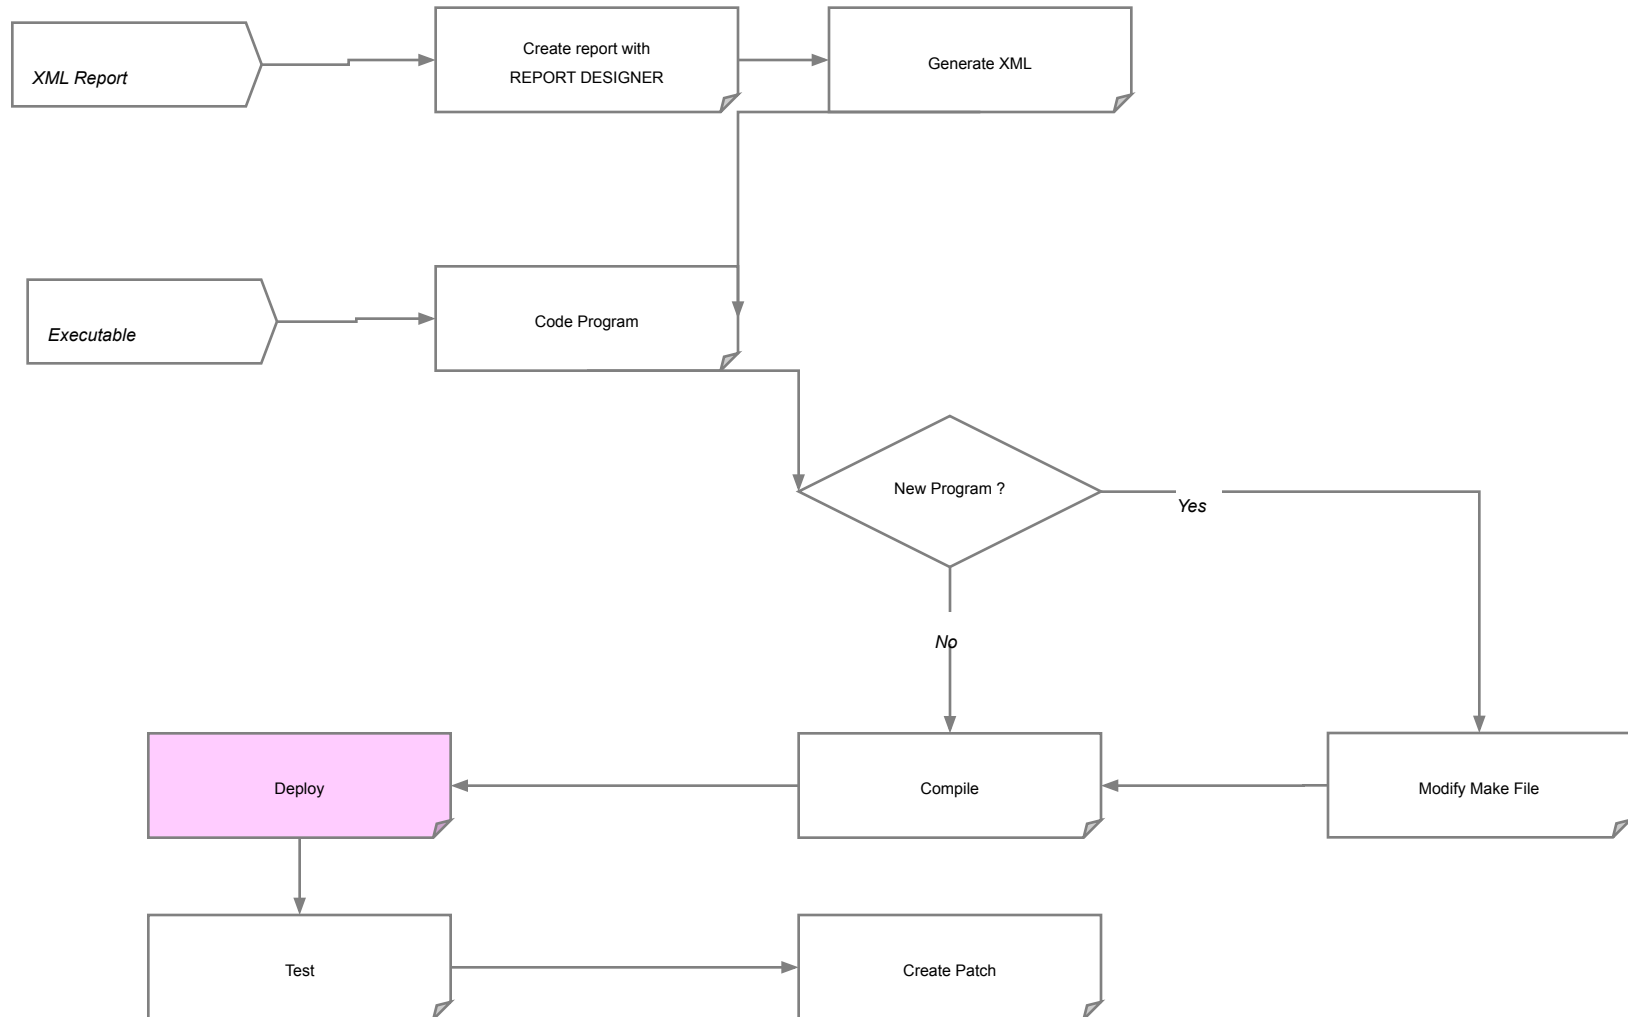 XML Report
Create report with
REPORT DESIGNER
Generate XML
Executable
Code Program
New Program ?
Yes
No
Deploy
Compile
Modify Make File
Test
Create Patch